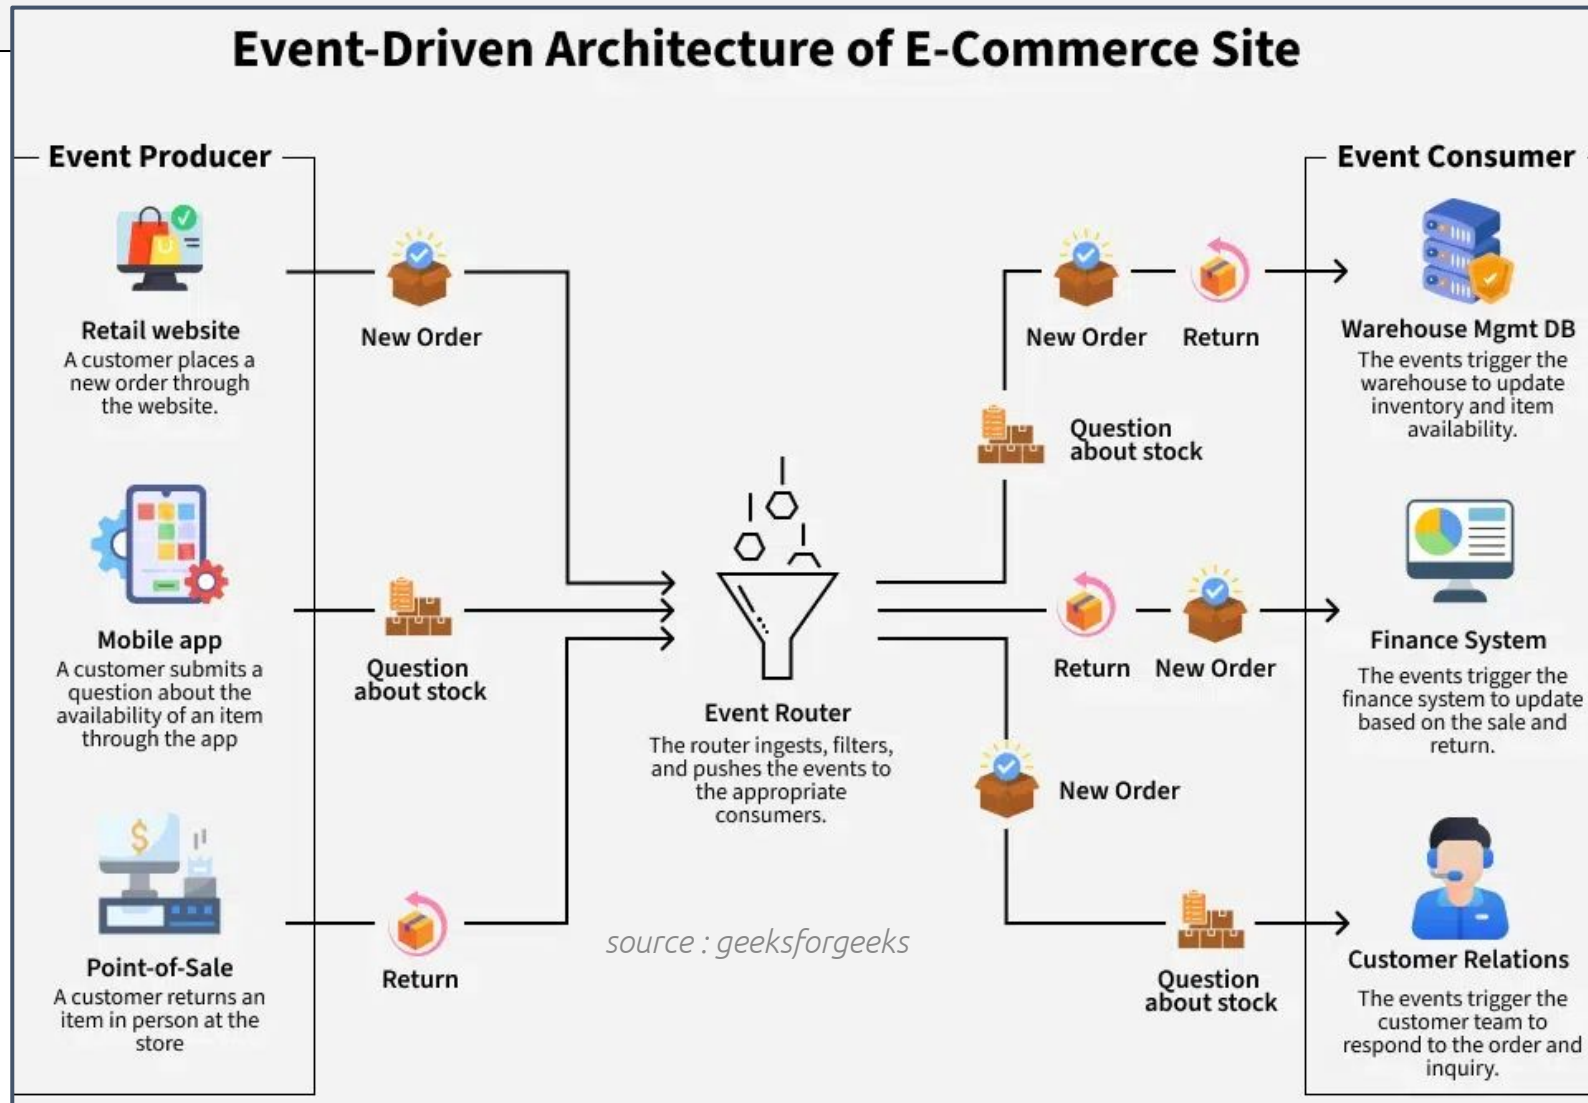 Event-Driven Architecture of E-Commerce Site
Event Producer
Retail website
A customer places a
new order through
the website.
Mobile app
A customer submits a
question about the
availability of an item
through the app
Point-of-Sale
A customer returns an
item in person at the
store
New Order
Question
about stock
Return
Event Router
The router ingests, filters,
and pushes the events to
the appropriate
consumers.
source : geeksforgeeks
New Order
Return
Question
about stock
Return
New Order
New Order
Question
about stock
Event Consumer
Warehouse Mgmt DB
The events trigger the
warehouse to update
inventory and item
availability.
Finance System
The events trigger the
finance system to update
based on the sale and
return.
Customer Relations
The events trigger the
customer team to
respond to the order and
inquiry.